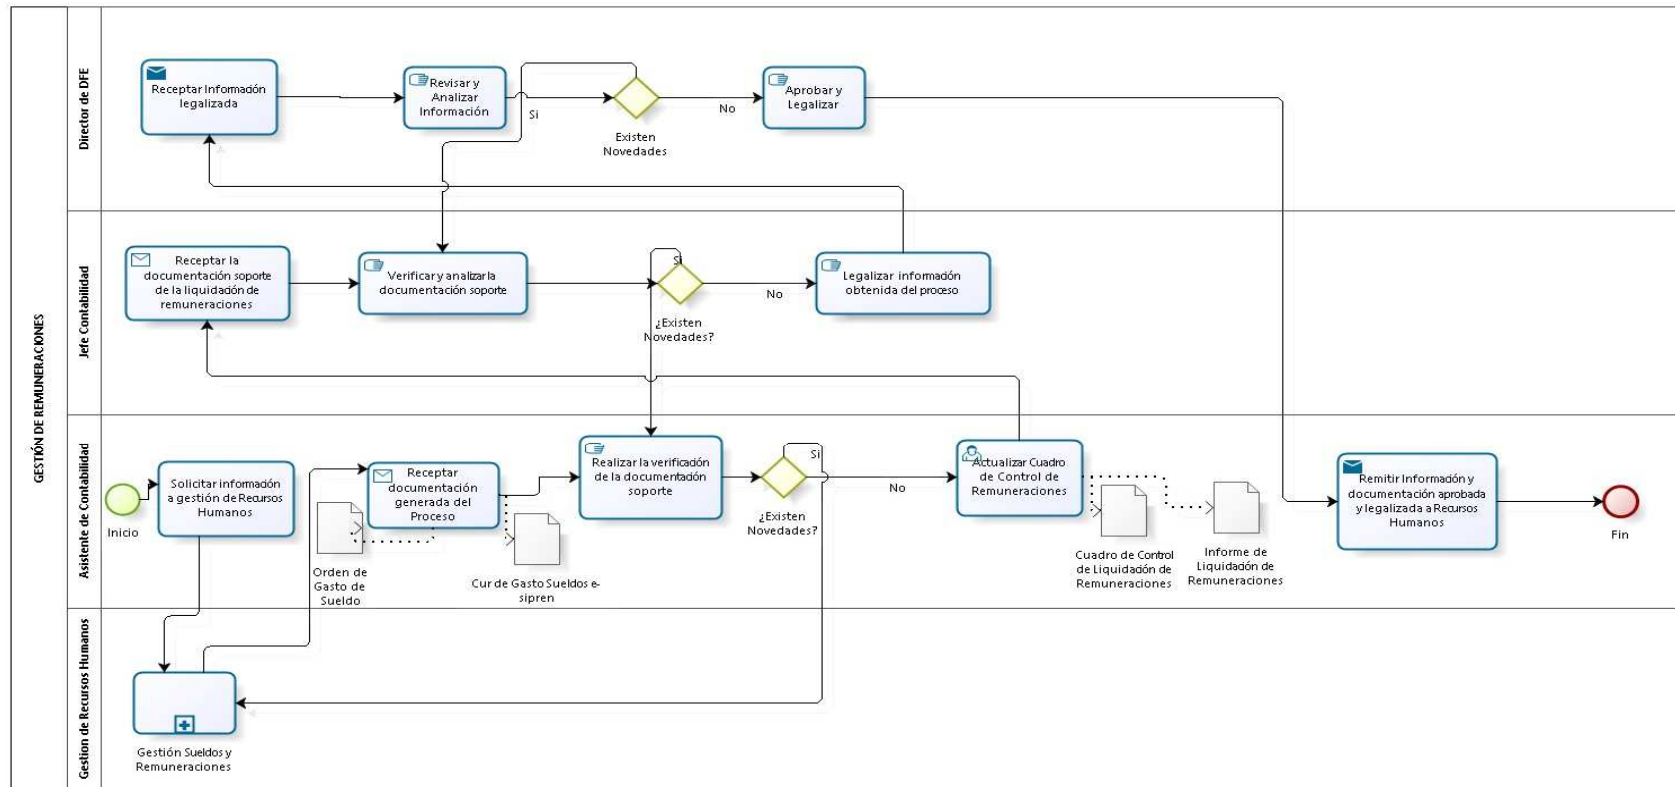 GESTIÓN DE REMUNERACIONES
Director de DFE
Receptar Información
legalizada
Revisar y
Analizar
Información
Si
Existen
Novedades
No
Aprobar y
Legalizar
Jefe Contabilidad
Receptar la
documentación soporte
de la liquidación de
remuneraciones
Verificar y analizar la
documentación soporte
Si
¿Existen
Novedades?
No
Legalizar información
obtenida del proceso
Asistente de Contabilidad
Inicio
Solicitar información
a gestión de Recursos
Humanos
Receptar
documentación
generada del
Proceso
Orden de
Gasto de
Sueldo
Cur de Gasto Sueldos e-
sipren
Realizar la verificación
de la documentación
soporte
Si
¿Existen
Novedades?
No
Actualizar Cuadro
de Control de
Remuneraciones
Cuadro de Control
de Liquidación de
Remuneraciones
Informe de
Liquidación de
Remuneraciones
Remitir Información y
documentación aprobada
y legalizada a Recursos
Humanos
Fin
Gestion de Recursos Humanos
Gestión Sueldos y
Remuneraciones